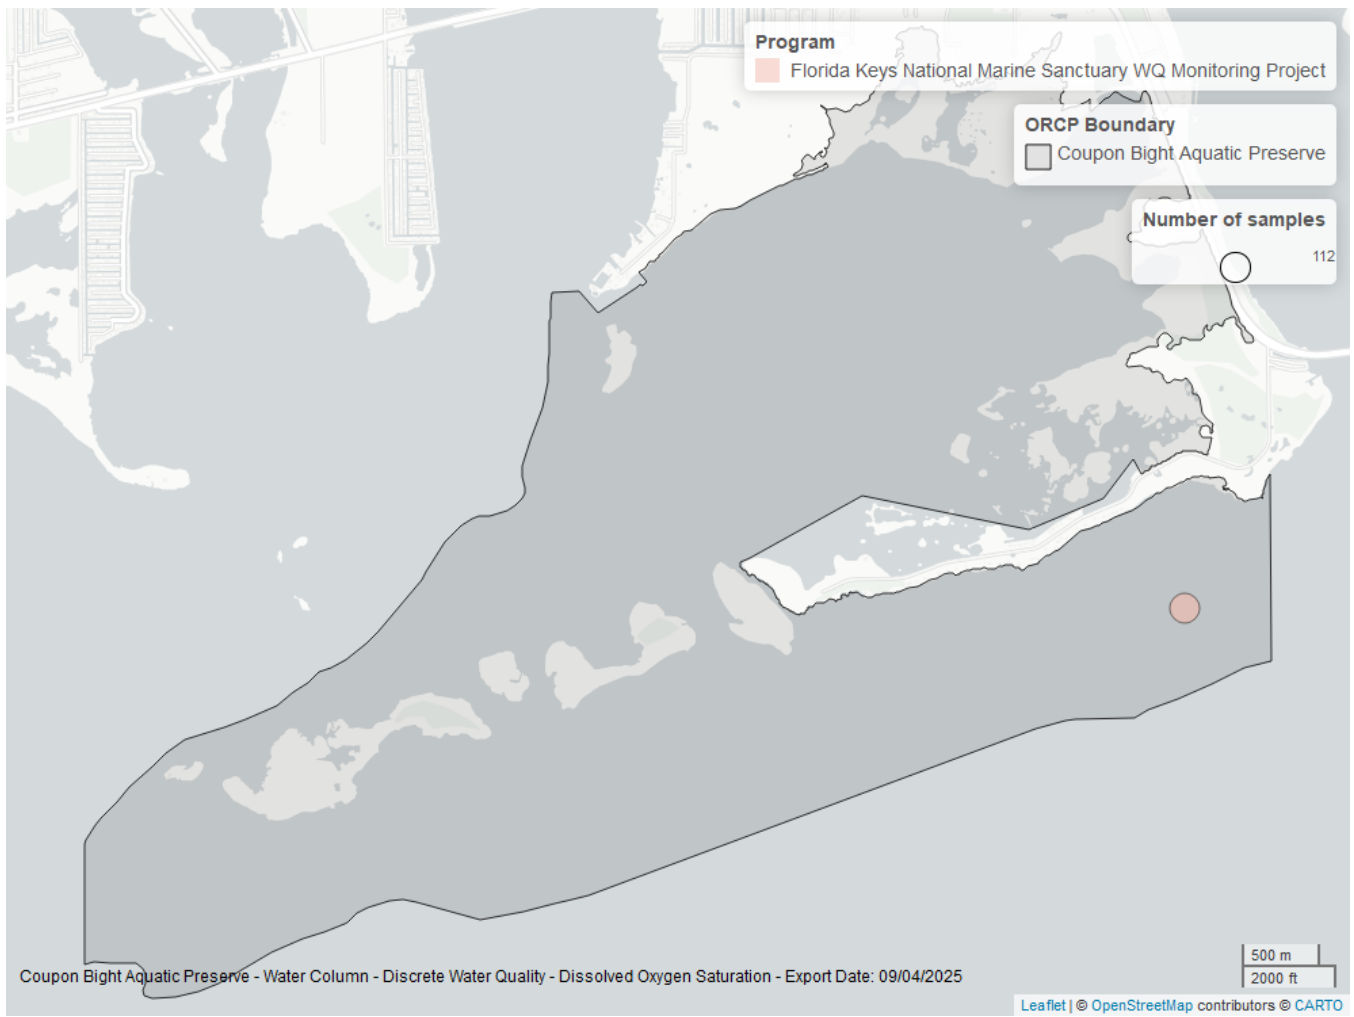 Program
Florida Keys National Marine Sanctuary WQ Monitoring Project
ORCP Boundary
Coupon Bight Aquatic Preserve
Number of samples
112
500 m
2000 ft
Coupon Bight Aquatic Preserve - Water Column - Discrete Water Quality - Dissolved Oxygen Saturation - Export Date: 09/04/2025
Leaflet | © OpenStreetMap contributors © CARTO